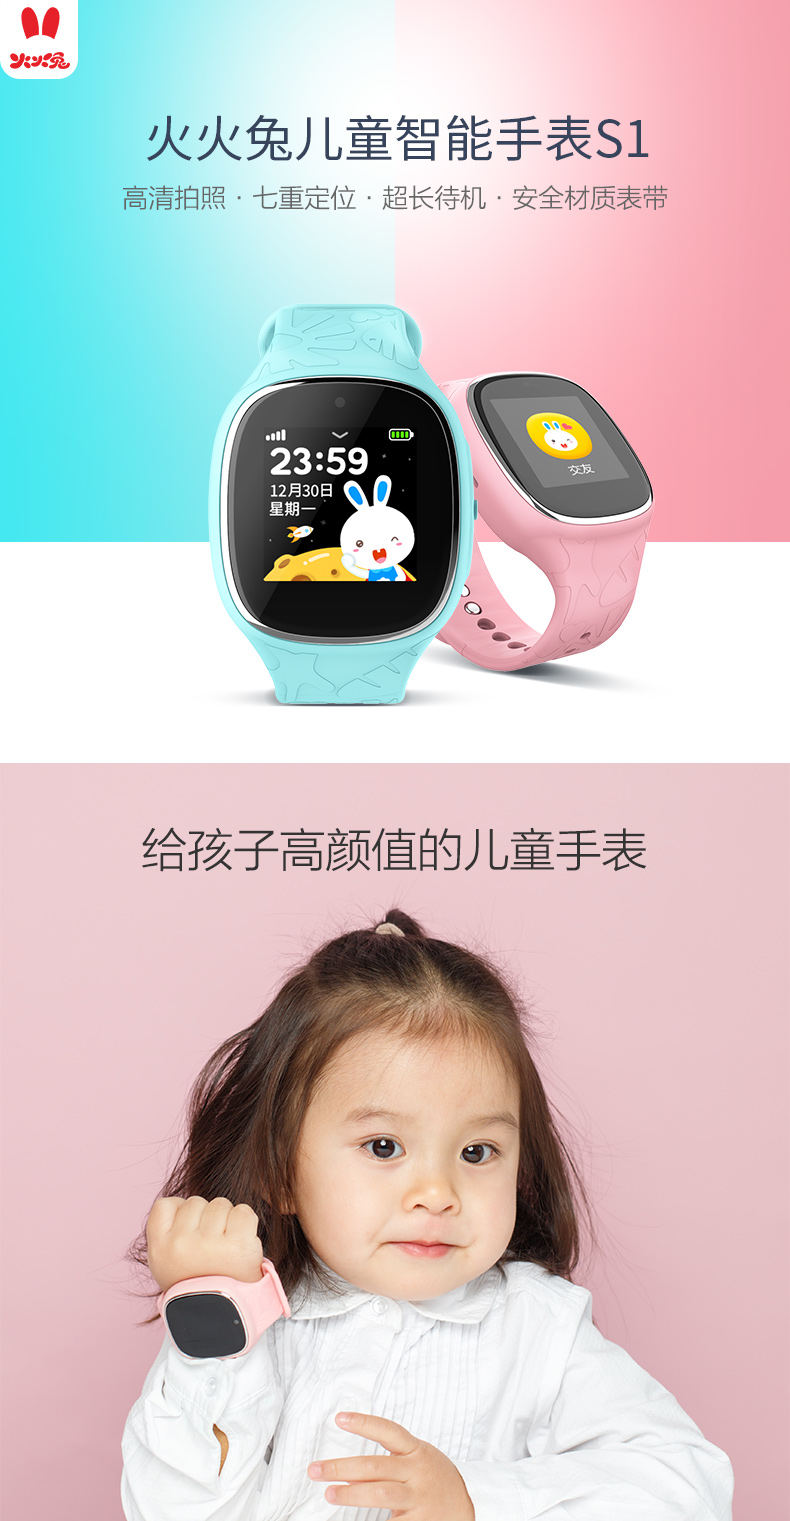 火火兔
火火兔儿童智能手表S1
高清拍照·七重定位·超长待机·安全材质表带
23:59
12月30日
星期一
交友
给孩子高颜值的儿童手表